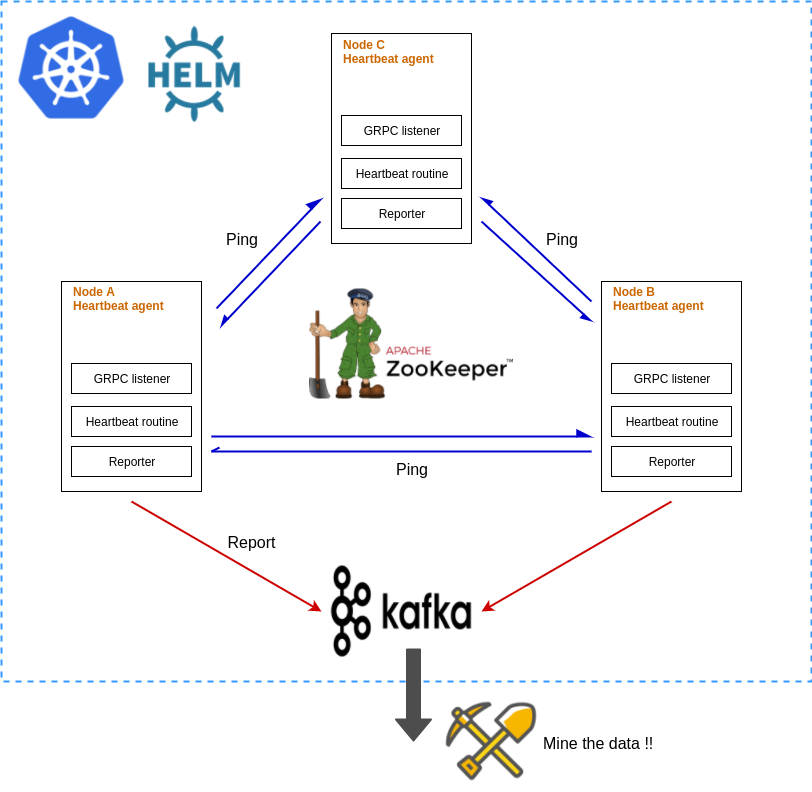 HELM
Node C
Heartbeat agent
GRPC listener
Heartbeat routine
Reporter
Ping
Ping
Node A
Heartbeat agent
GRPC listener
Heartbeat routine
Reporter
APACHE
ZooKeeper™
Node B
Heartbeat agent
GRPC listener
Heartbeat routine
Reporter
Ping
Report
kafka
Mine the data !!